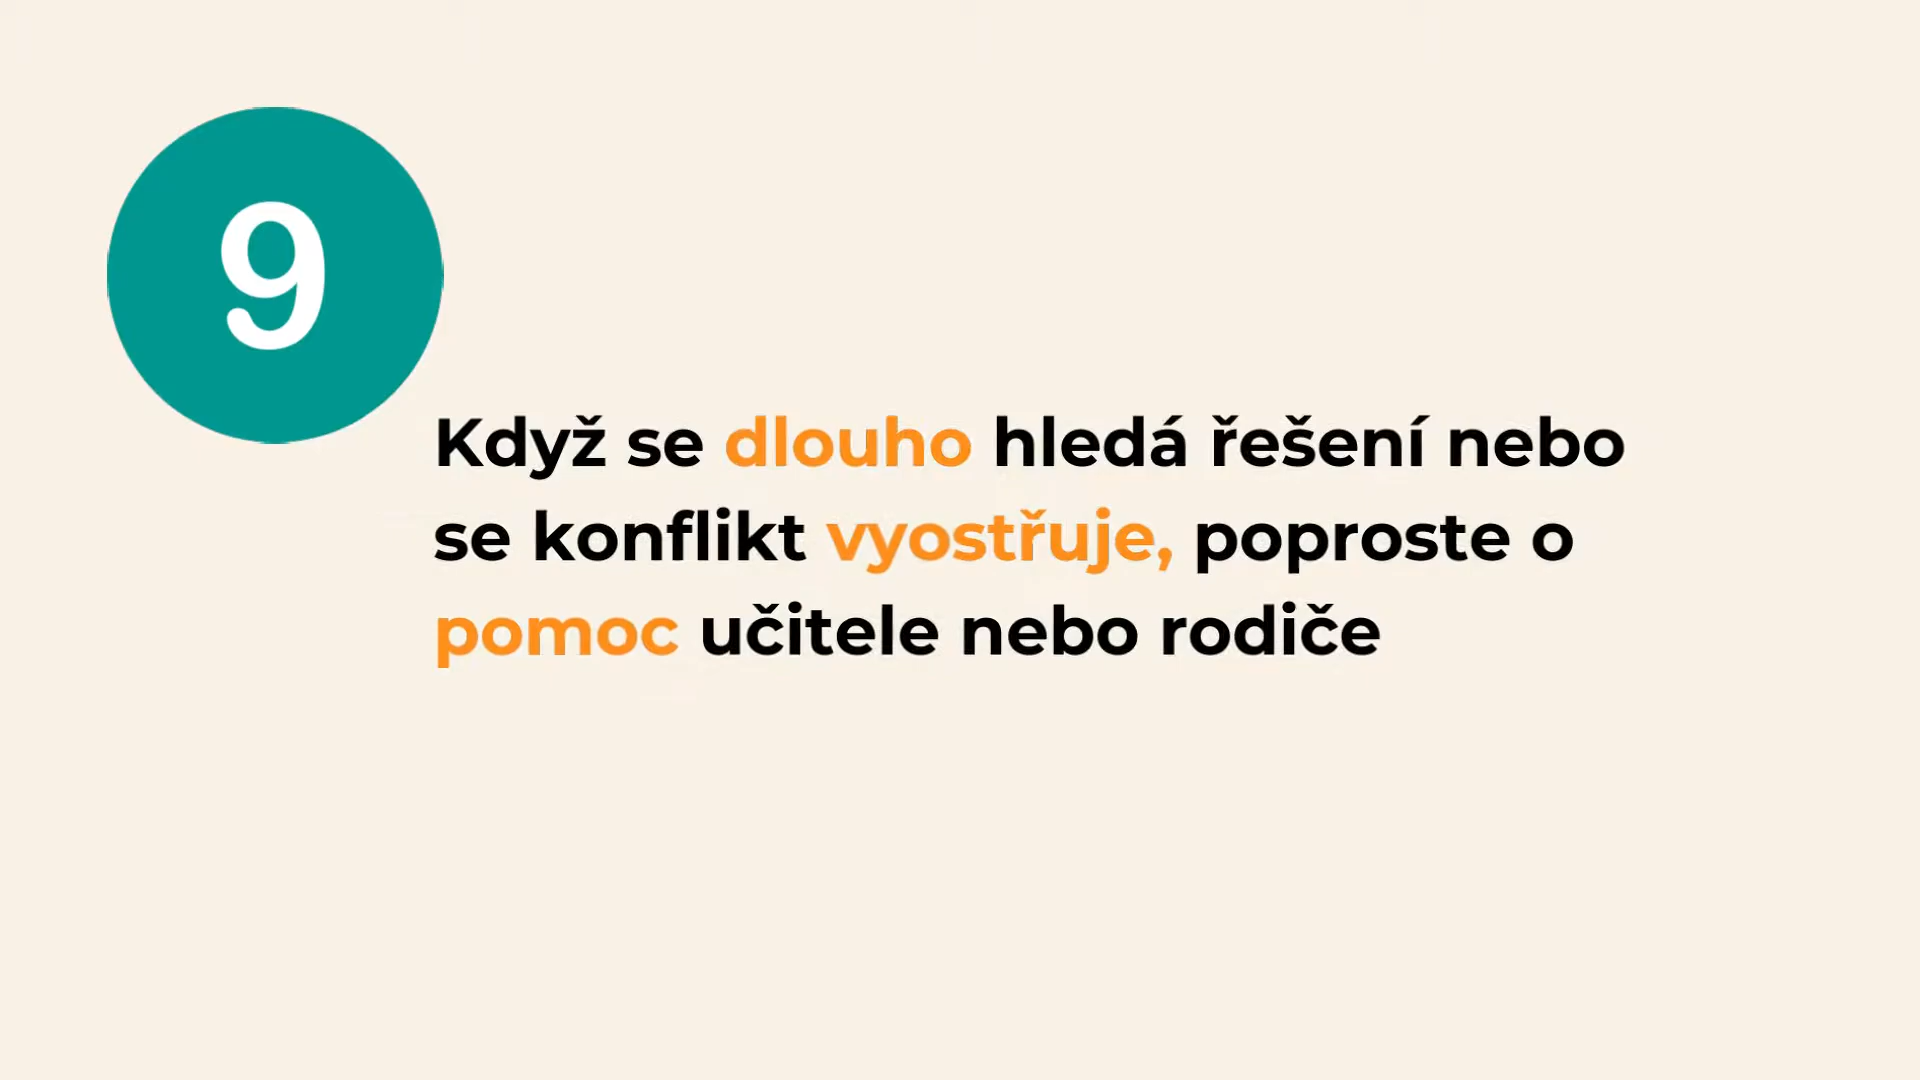 9
Když se dlouho hledá řešení nebo
se konflikt vyostřuje, poproste o
pomoc učitele nebo rodiče